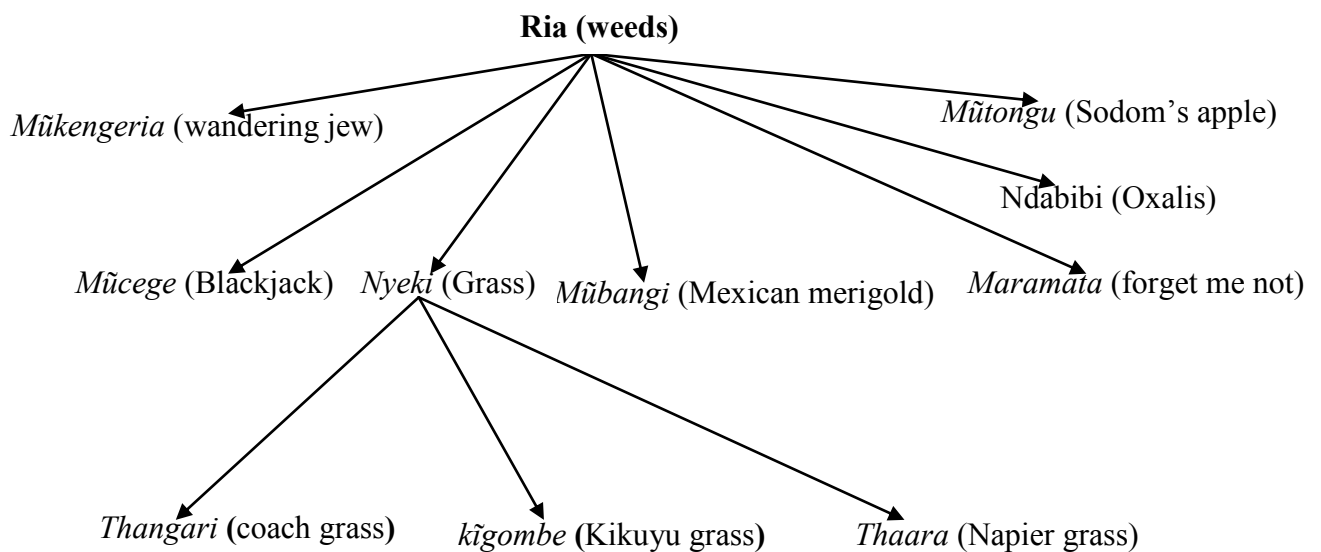 Ria (weeds)
Mũkengeria (wandering jew)
Mũtongu (Sodom’s apple)
Ndabibi (Oxalis)
Mũcege (Blackjack)
Nyeki (Grass)
Mũbangi (Mexican merigold)
Maramata (forget me not)
Thangari (coach grass)
kĩgombe (Kikuyu grass)
Thaara (Napier grass)